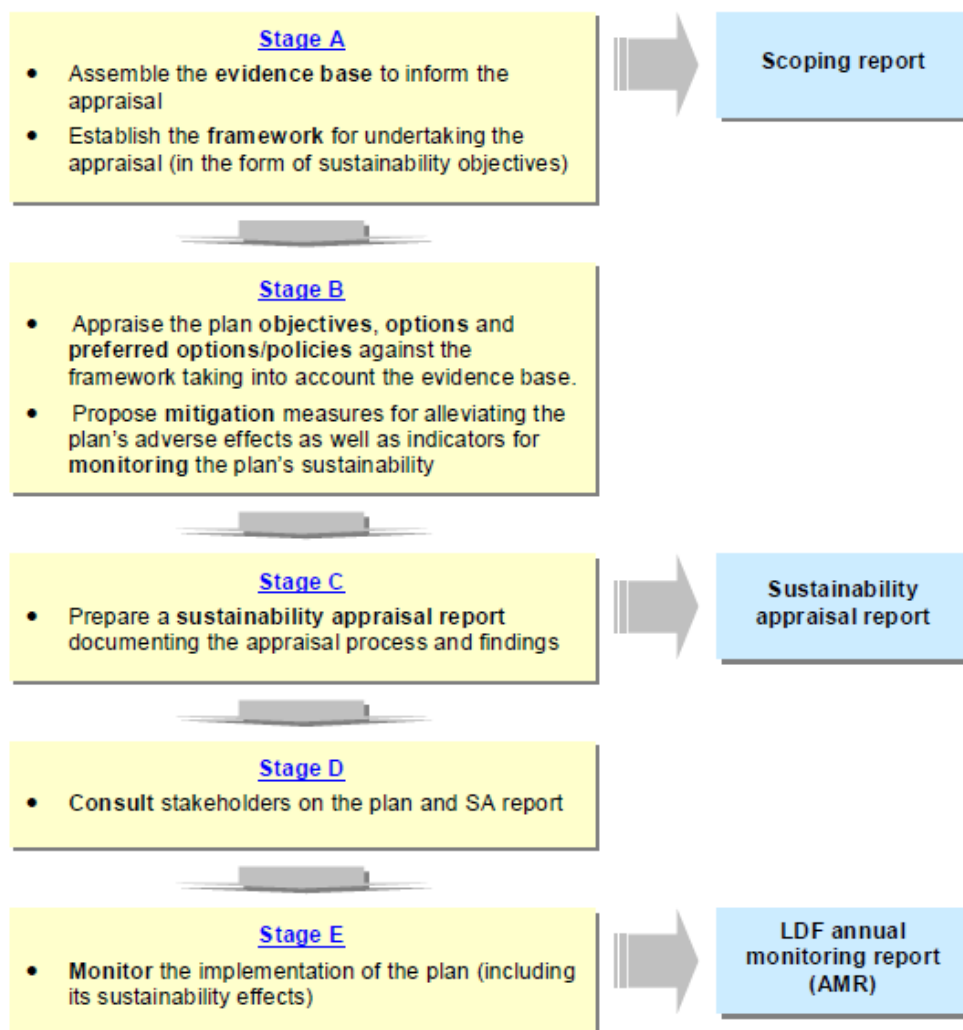 Stage A
• Assemble the evidence base to inform the
appraisal
• Establish the framework for undertaking the
appraisal (in the form of sustainability objectives)
Scoping report
Stage B
• Appraise the plan objectives, options and
preferred options/policies against the
framework taking into account the evidence base.
• Propose mitigation measures for alleviating the
plan's adverse effects as well as indicators for
monitoring the plan's sustainability
Stage C
• Prepare a sustainability appraisal report
documenting the appraisal process and findings
Sustainability
appraisal report
Stage D
• Consult stakeholders on the plan and SA report
Stage E
• Monitor the implementation of the plan (including
its sustainability effects)
LDF annual
monitoring report
(AMR)